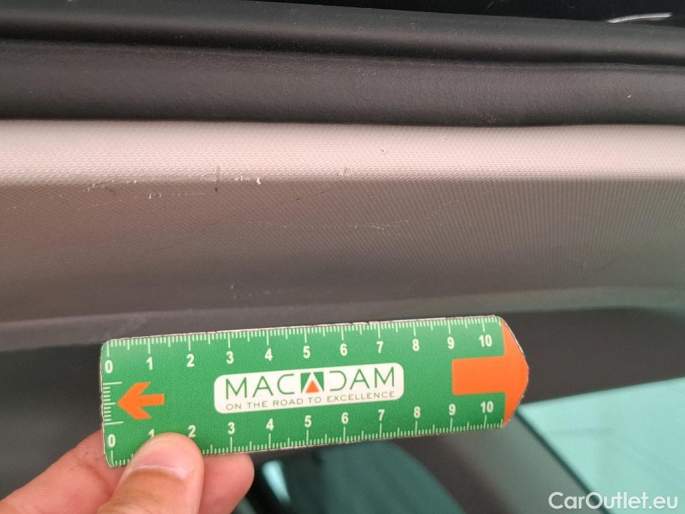 0 1 2 3 4 5 6 7 8 9 10
MACADAM
ON THE ROAD TO EXCELLENCE
0 1 2 3 4 5 6 7 8 9 10
CarOutlet.eu